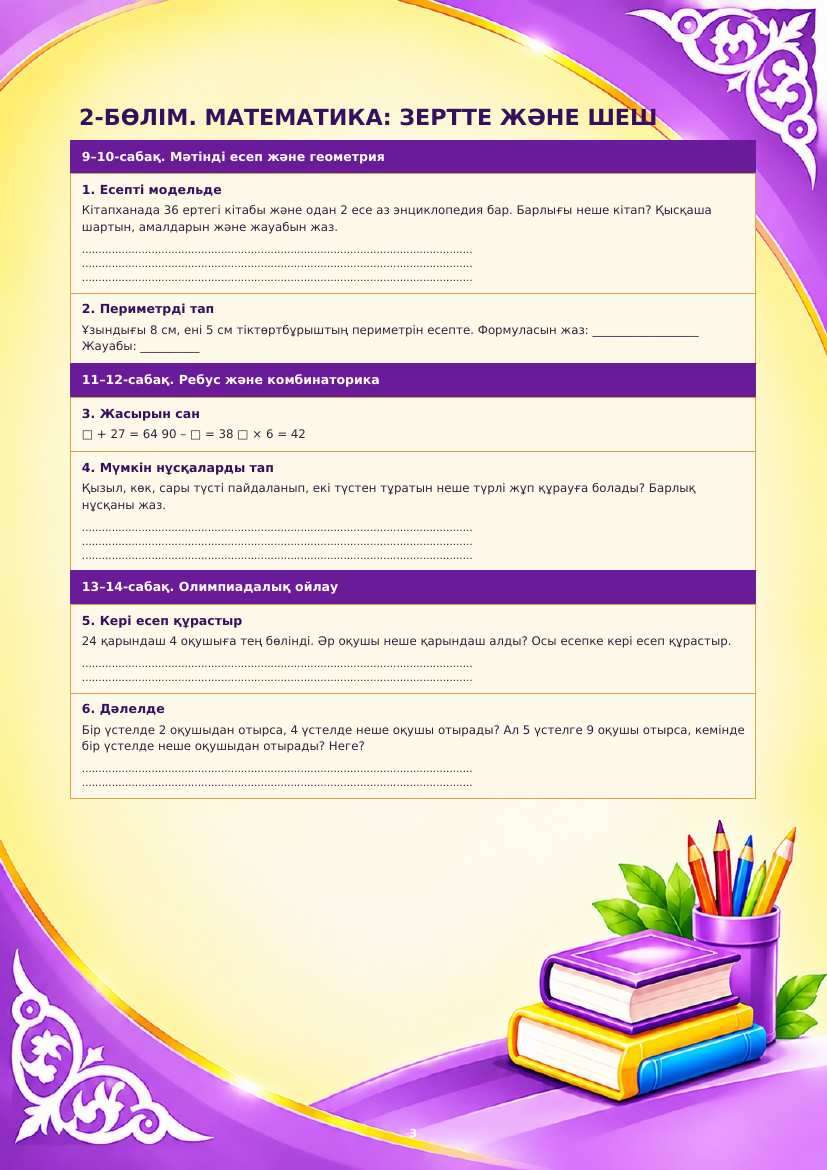 2-БӨЛІМ. МАТЕМАТИКА: ЗЕРТТЕ ЖӘНЕ ШЕШ
9–10-сабақ. Мәтінді есеп және геометрия
1. Есепті модельде
Кітапханада 36 ертегі кітабы және одан 2 есе аз энциклопедия бар. Барлығы неше кітап? Қысқаша
шартын, амалдарын және жауабын жаз.
......................................................................................................................
......................................................................................................................
......................................................................................................................
2. Периметрді тап
Ұзындығы 8 см, ені 5 см тіктөртбұрыштың периметрін есепте. Формуласын жаз: __________________
Жауабы: __________
11–12-сабақ. Ребус және комбинаторика
3. Жасырын сан
□ + 27 = 64 90 – □ = 38 □ × 6 = 42
4. Мүмкін нұсқаларды тап
Қызыл, көк, сары түсті пайдаланып, екі түстен тұратын неше түрлі жұп құрауға болады? Барлық
нұсқаны жаз.
......................................................................................................................
......................................................................................................................
......................................................................................................................
13–14-сабақ. Олимпиадалық ойлау
5. Кері есеп құрастыр
24 қарындаш 4 оқушыға тең бөлінді. Әр оқушы неше қарындаш алды? Осы есепке кері есеп құрастыр.
......................................................................................................................
......................................................................................................................
6. Дәлелде
Бір үстелде 2 оқушыдан отырса, 4 үстелде неше оқушы отырады? Ал 5 үстелге 9 оқушы отырса, кемінде
бір үстелде неше оқушыдан отырады? Неге?
......................................................................................................................
......................................................................................................................
3